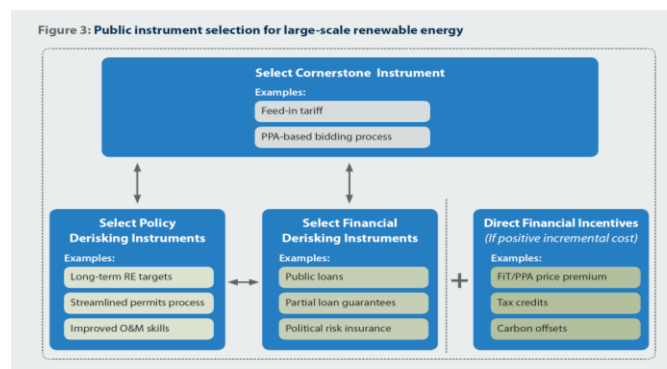 Figure 3: Public instrument selection for large-scale renewable energy
Select Cornerstone Instrument
Examples:
Feed-in tariff
PPA-based bidding process
Select Policy
Derisking Instruments
Examples:
Long-term RE targets
Streamlined permits process
Improved O&M skills
Select Financial
Derisking Instruments
Examples:
Public loans
Partial loan guarantees
Political risk insurance
+
Direct Financial Incentives
(If positive incremental cost)
Examples:
FiT/PPA price premium
Tax credits
Carbon offsets